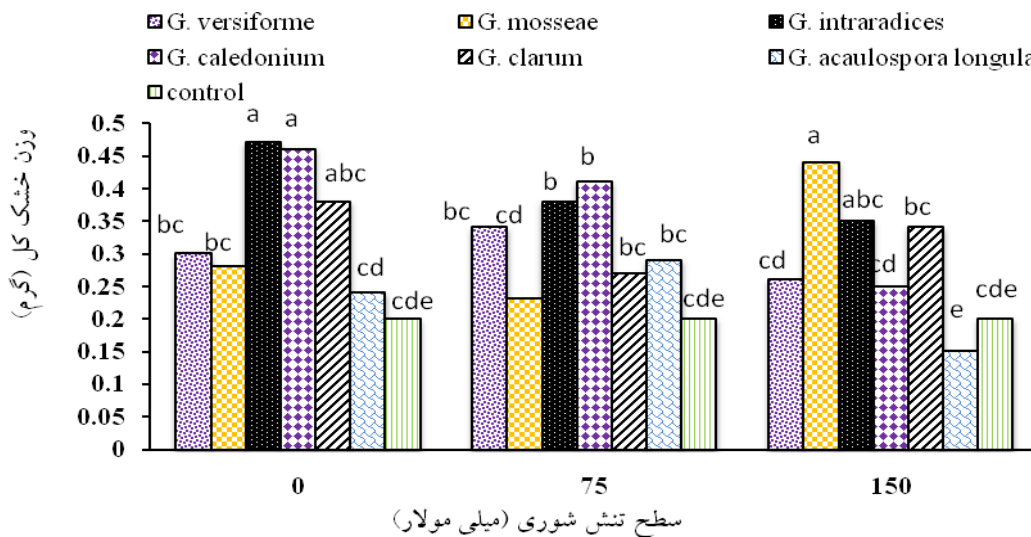 G. versiforme G. mosseae G. intraradices
G. caledonium G. clarum G. acaulospora longula
control
وزن خشک کل (گرم)
0.5
0.45
0.4
0.35
0.3
0.25
0.2
0.15
0.1
0.05
0
bc bc a a abc cd cde
bc cd b b bc bc cde
cd a abc cd bc e cde
0 75 150
سطح تنش شوری (میلی مولار)